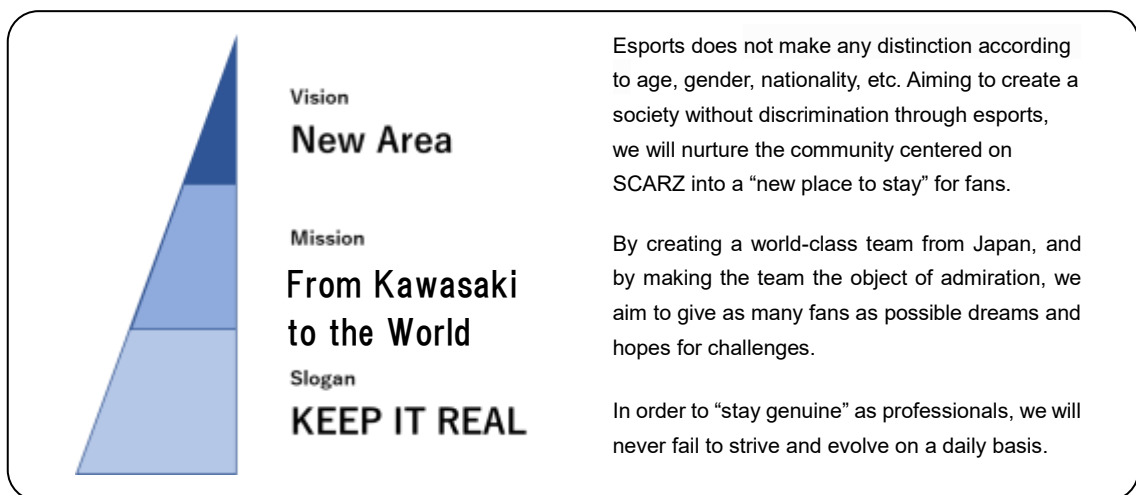 Vision
New Area
Esports does not make any distinction according
to age, gender, nationality, etc. Aiming to create a
society without discrimination through esports,
we will nurture the community centered on
SCARZ into a “new place to stay” for fans.
Mission
From Kawasaki
to the World
By creating a world-class team from Japan, and
by making the team the object of admiration, we
aim to give as many fans as possible dreams and
hopes for challenges.
Slogan
KEEP IT REAL
In order to “stay genuine” as professionals, we will
never fail to strive and evolve on a daily basis.